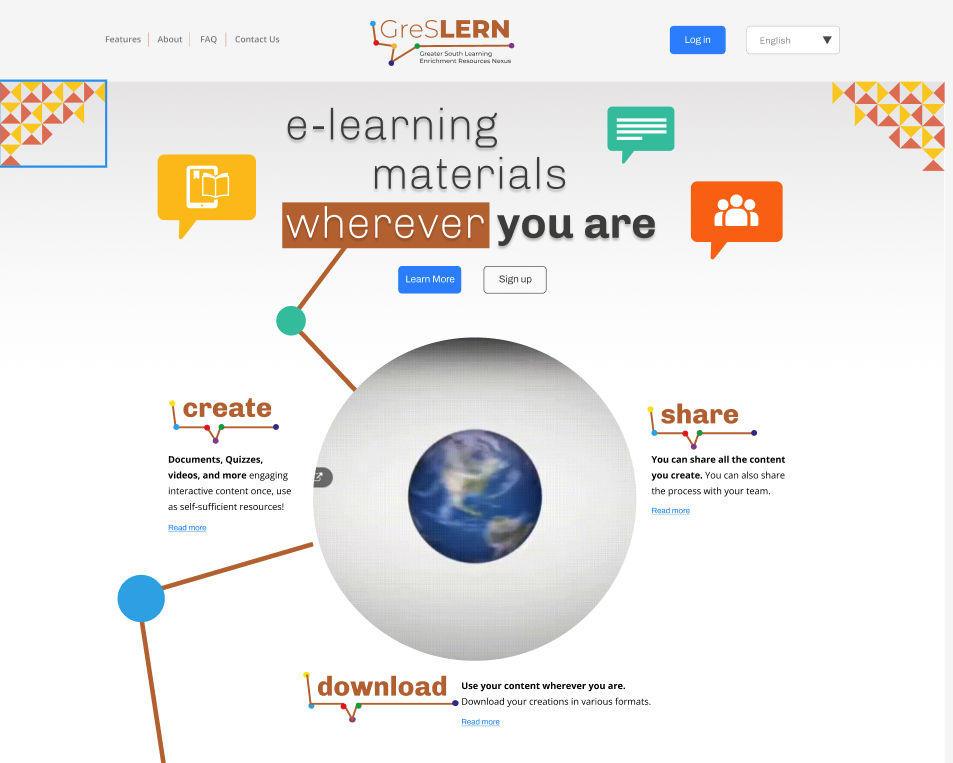 Features
About
FAQ
Contact Us
GreSLERN
Greater South Learning
Enrichment Resources Nexus
Log in
English
e-learning
materials
wherever you are
Learn More
Sign up
create
Documents, Quizzes,
videos, and more engaging
interactive content once, use
as self-sufficient resources!
Read more
share
You can share all the content
you create. You can also share
the process with your team.
Read more
download
Use your content wherever you are.
Download your creations in various formats.
Read more